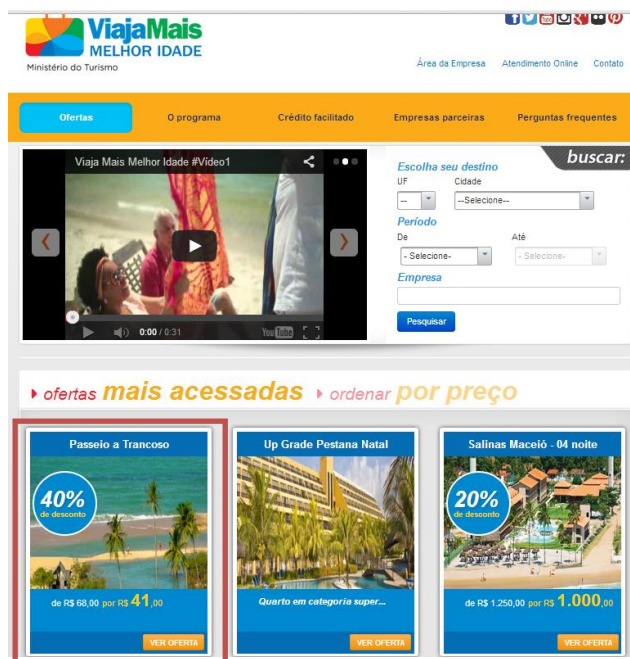 ViajaMais
MELHOR IDADE
Ministério do Turismo
Área da Empresa Atendimento Online Contato
Ofertas O programa Crédito facilitado Empresas parceiras Perguntas frequentes
Viaja Mais Melhor Idade #Vídeo1
0:00 / 0:31 YouTube
buscar:
Escolha seu destino
UF Cidade
-- --Selecione--
Período
De Até
- Selecione- - Selecione-
Empresa
Pesquisar
ofertas mais acessadas ordenar por preço
Passeio a Trancoso
40%
de desconto
de R$ 68,00 por R$ 41,00
VER OFERTA
Up Grade Pestana Natal
Quarto em categoria super...
VER OFERTA
Salinas Maceió - 04 noite
20%
de desconto
de R$ 1.250,00 por R$ 1.000,00
VER OFERTA